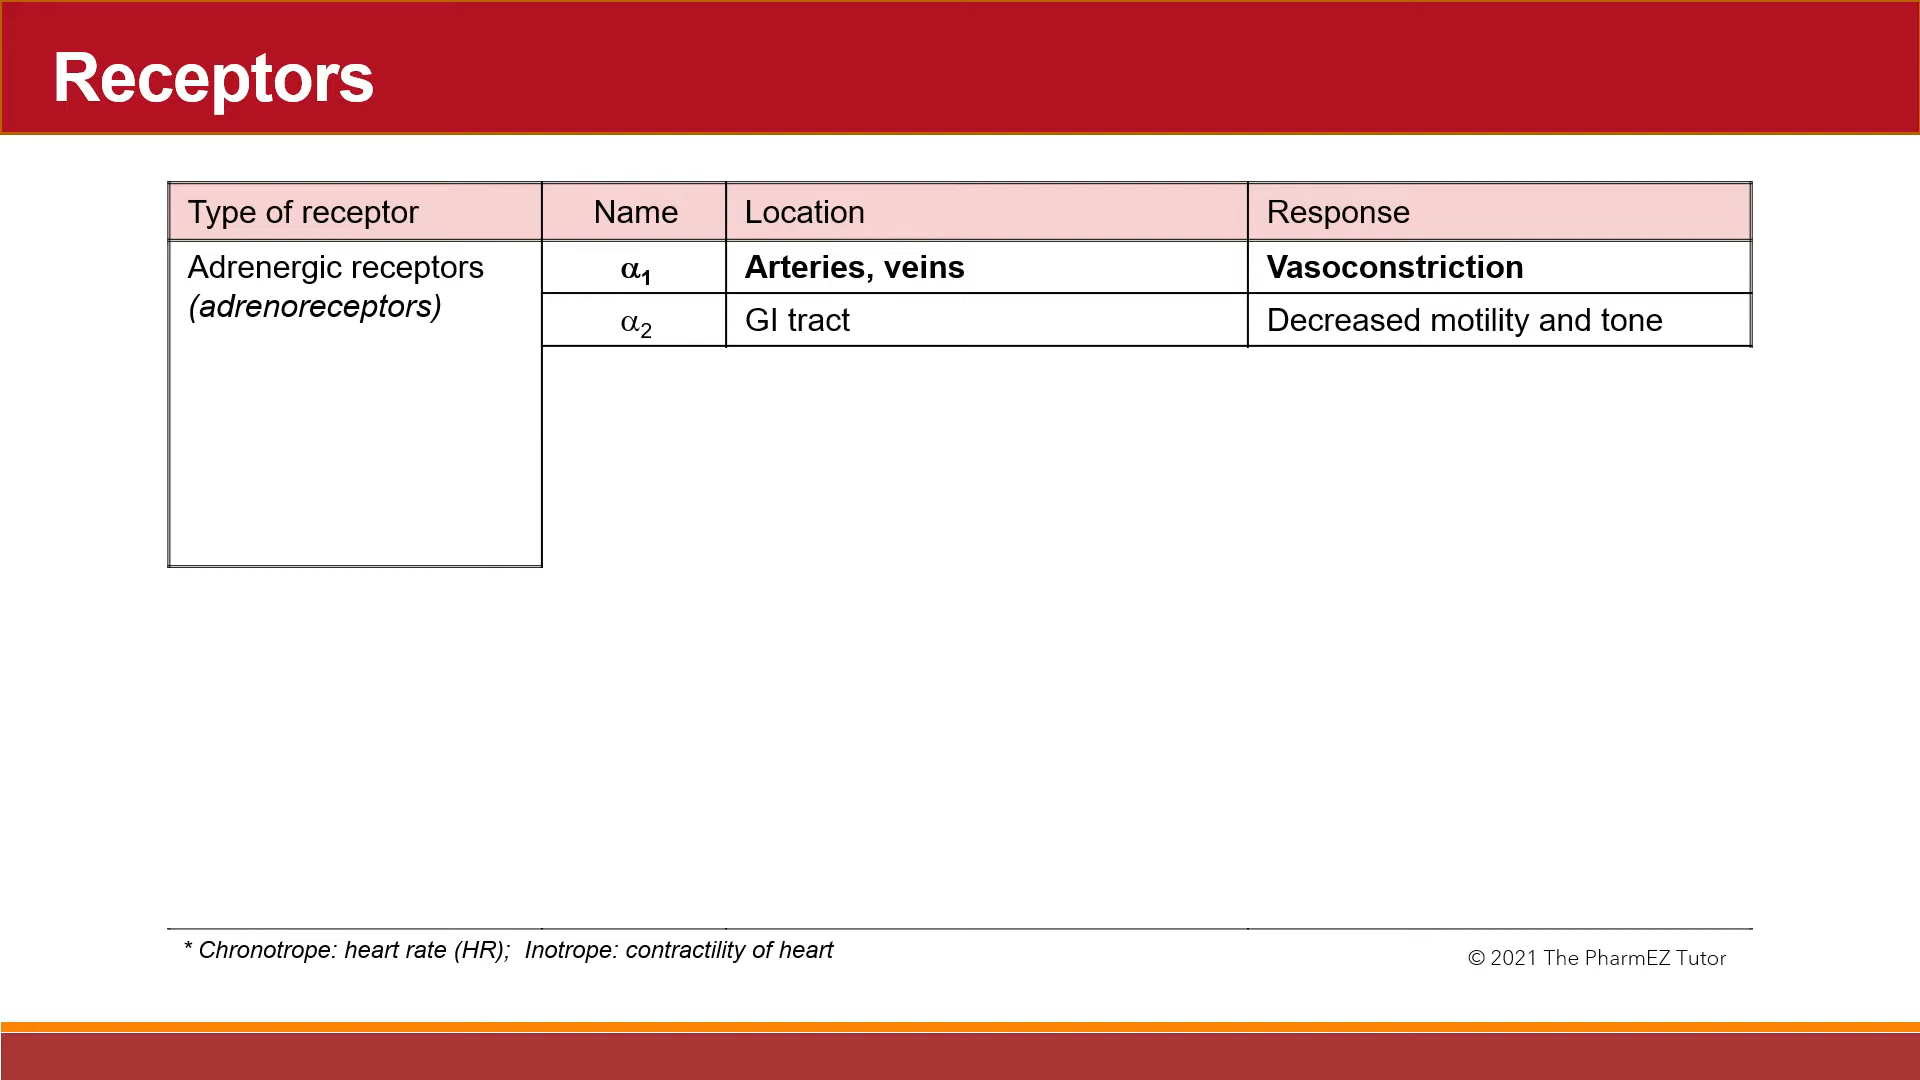 Receptors
Type of receptor Name Location Response
Adrenergic receptors α1 Arteries, veins Vasoconstriction
(adrenoreceptors)
α2 GI tract Decreased motility and tone
* Chronotrope: heart rate (HR); Inotrope: contractility of heart
© 2021 The PharmEZ Tutor